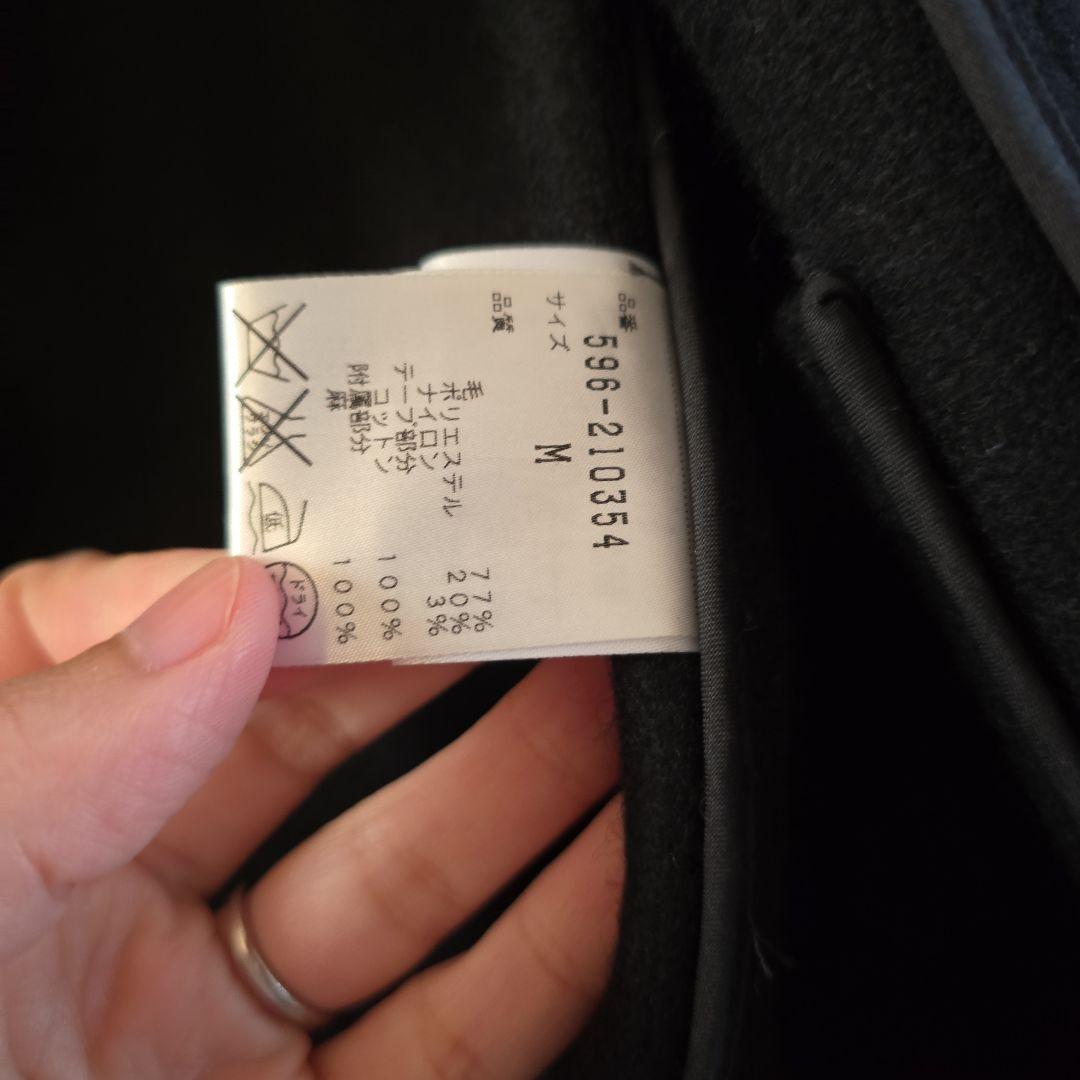 品番
596-210354
サイズ M
品質
毛 77%
ポリエステル 20%
ナイロン 3%
テープ部分
コットン 100%
附属部分
麻 100%
低
ドライ